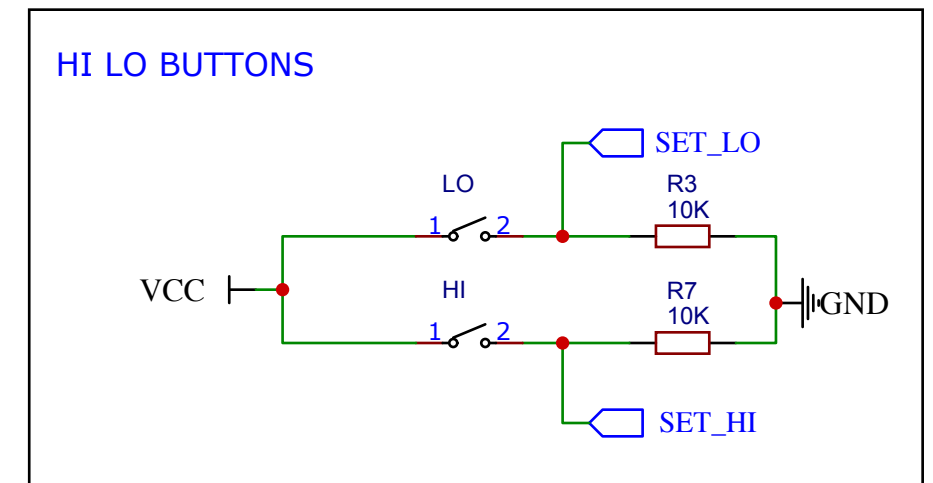 HI LO BUTTONS
SET_LO
LO
R3
10K
1 2
VCC
HI
R7
10K
GND
1 2
SET_HI